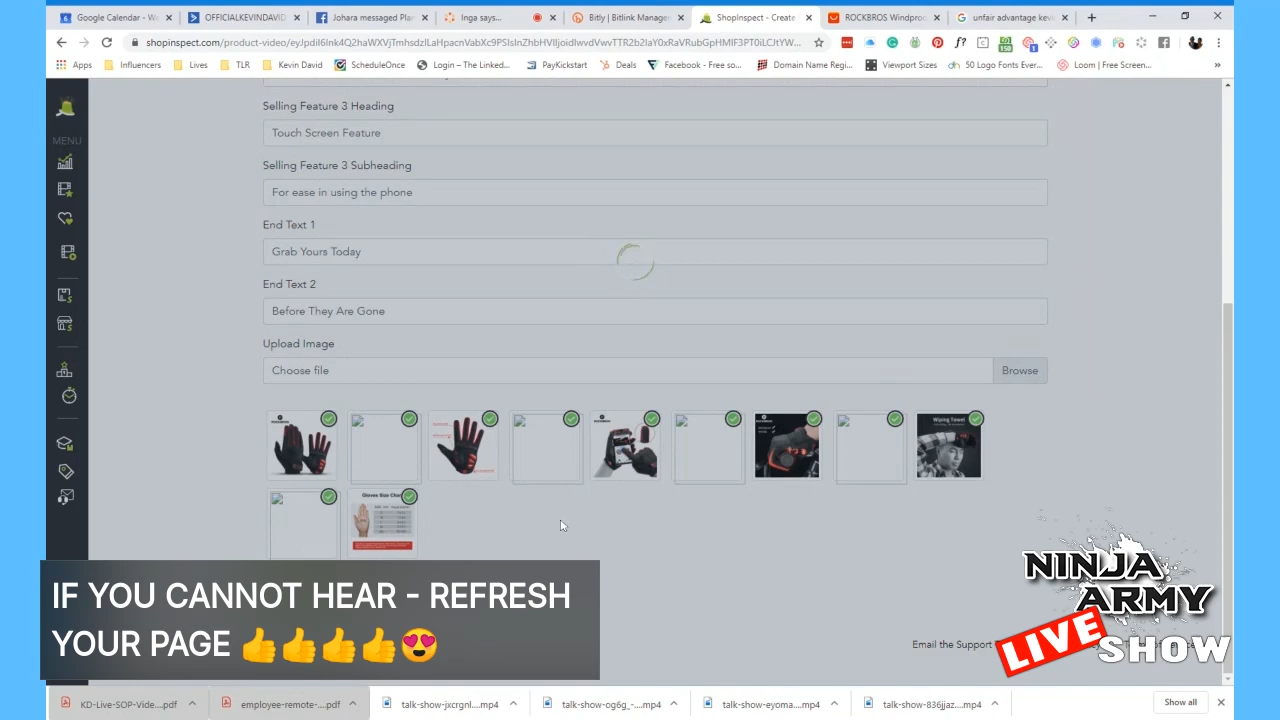 Google Calendar - W
OFFICIALKEVINDAVID
Johara messaged Pla
Inga says...
Bitly | Bitlink Manage
ShopInspect - Create
ROCKBROS Windproo
unfair advantage kev
shopinspect.com/product-video/
Apps
Influencers
Lives
TLR
Kevin David
ScheduleOnce
Login – The Linked...
PayKickstart
Deals
Facebook - Free so...
Domain Name Regi...
Viewport Sizes
50 Logo Fonts Ever...
Loom | Free Screen...
»
MENU
Selling Feature 3 Heading
Touch Screen Feature
Selling Feature 3 Subheading
For ease in using the phone
End Text 1
Grab Yours Today
End Text 2
Before They Are Gone
Upload Image
Choose file
Browse
Wiping Towel
Gloves Size Char
IF YOU CANNOT HEAR - REFRESH
YOUR PAGE 👍👍👍👍😍
Email the Support
NINJA
ARMY
LIVE
SHOW
KD-Live-SOP-Vide....pdf
employee-remote-....pdf
talk-show-jxcrgnl....mp4
talk-show-og6g_-....mp4
talk-show-eyoma....mp4
talk-show-836jjaz....mp4
Show all